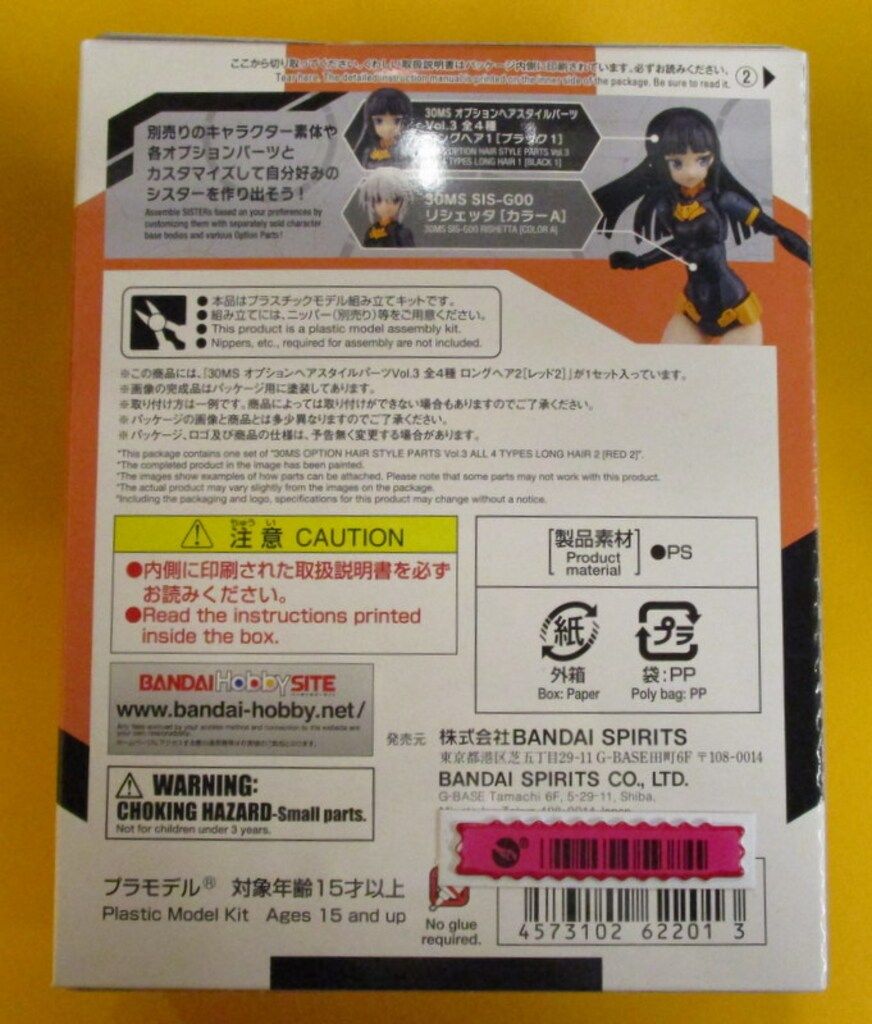 ここから切り取ってください。くわしい取扱説明書はパッケージ内側に印刷されています。必ずお読みください。
Tear here. The detailed instruction manual is printed on the inner side of the package. Be sure to read it.
②
別売りのキャラクター素体や
各オプションパーツと
カスタマイズして自分好みの
シスターを作り出そう!
Assemble SISTERs based on your preferences by
customizing them with separately sold character
base bodies and various Option Parts!
30MS オプションヘアスタイルパーツ
Vol.3 全4種
ロングヘア1[ブラック1]
OPTION HAIR STYLE PARTS Vol.3
4 TYPES LONG HAIR 1 [BLACK 1]
30MS SIS-G00
リシェッタ[カラーA]
30MS SIS-G00 RISHETTA [COLOR A]
●本品はプラスチックモデル組み立てキットです。
●組み立てには、ニッパー(別売り)等をご用意ください。
●This product is a plastic model assembly kit.
●Nippers, etc., required for assembly are not included.
※この商品には、「30MS オプションヘアスタイルパーツVol.3 全4種 ロングヘア2[レッド2]」が1セット入っています。
※画像の完成品はパッケージ用に塗装してあります。
※取り付け方は一例です。商品によっては取り付けができない場合もありますのでご了承ください。
※パッケージの画像と商品とは多少異なりますのでご了承ください。
※パッケージ、ロゴ及び商品の仕様は、予告無く変更する場合があります。
*This package contains one set of "30MS OPTION HAIR STYLE PARTS Vol.3 ALL 4 TYPES LONG HAIR 2 [RED 2]".
*The completed product in the image has been painted.
*The images show examples of how parts can be attached. Please note that some parts may not work with this product.
*The actual product may vary slightly from the images on the package.
*Including the packaging and logo, specifications for this product may change without a notice.
ちゅう い
注意 CAUTION
●内側に印刷された取扱説明書を必ず
お読みください。
●Read the instructions printed
inside the box.
[製品素材 Product material] ●PS
紙
プラ
外箱
Box: Paper
袋:PP
Poly bag: PP
BANDAI Hobby SITE
www.bandai-hobby.net/
発売元 株式会社BANDAI SPIRITS
東京都港区芝五丁目29-11 G-BASE田町6F 〒108-0014
BANDAI SPIRITS CO., LTD.
G-BASE Tamachi 6F, 5-29-11, Shiba,
WARNING:
CHOKING HAZARD-Small parts.
Not for children under 3 years.
プラモデル® 対象年齢15才以上
Plastic Model Kit Ages 15 and up
No glue
required.
4573102 62201 3